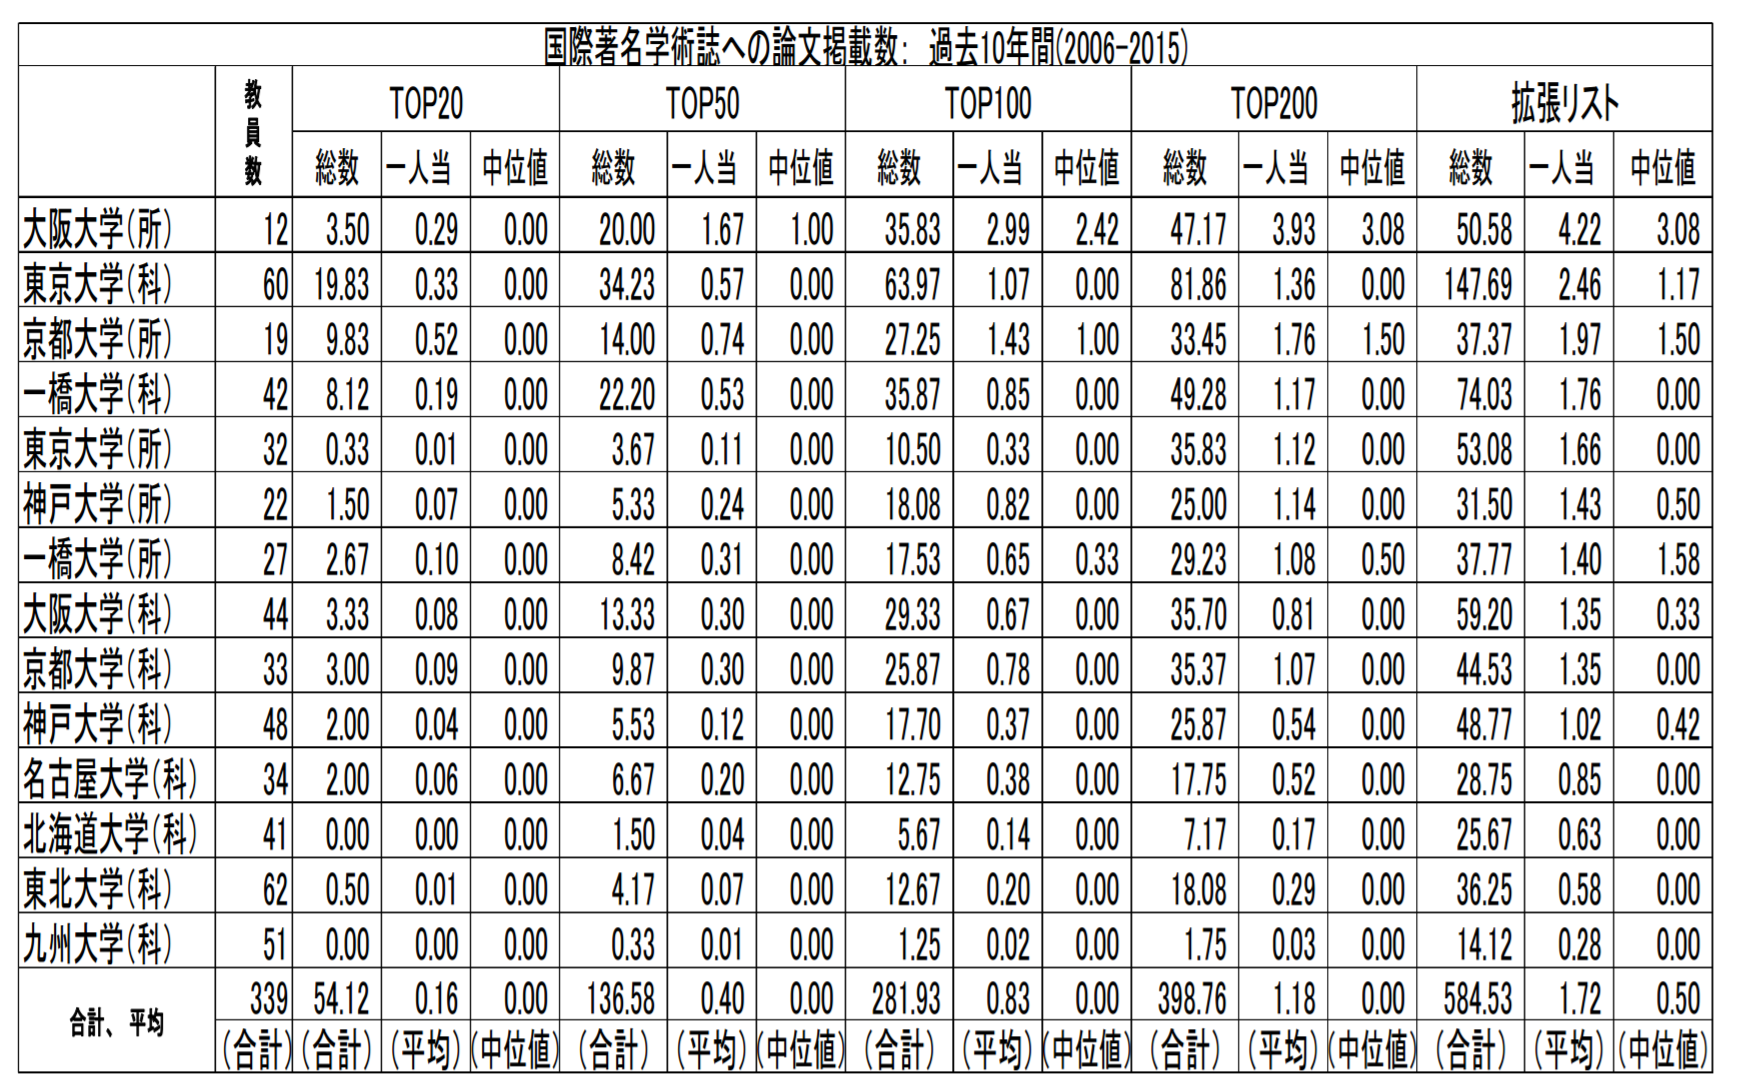 国際著名学術誌への論文掲載数: 過去10年間(2006-2015)
教員数 TOP20 TOP50 TOP100 TOP200 拡張リスト
総数 一人当 中位値 総数 一人当 中位値 総数 一人当 中位値 総数 一人当 中位値 総数 一人当 中位値
大阪大学(所) 12 3.50 0.29 0.00 20.00 1.67 1.00 35.83 2.99 2.42 47.17 3.93 3.08 50.58 4.22 3.08
東京大学(科) 60 19.83 0.33 0.00 34.23 0.57 0.00 63.97 1.07 0.00 81.86 1.36 0.00 147.69 2.46 1.17
京都大学(所) 19 9.83 0.52 0.00 14.00 0.74 0.00 27.25 1.43 1.00 33.45 1.76 1.50 37.37 1.97 1.50
一橋大学(科) 42 8.12 0.19 0.00 22.20 0.53 0.00 35.87 0.85 0.00 49.28 1.17 0.00 74.03 1.76 0.00
東京大学(所) 32 0.33 0.01 0.00 3.67 0.11 0.00 10.50 0.33 0.00 35.83 1.12 0.00 53.08 1.66 0.00
神戸大学(所) 22 1.50 0.07 0.00 5.33 0.24 0.00 18.08 0.82 0.00 25.00 1.14 0.00 31.50 1.43 0.50
一橋大学(所) 27 2.67 0.10 0.00 8.42 0.31 0.00 17.53 0.65 0.33 29.23 1.08 0.50 37.77 1.40 1.58
大阪大学(科) 44 3.33 0.08 0.00 13.33 0.30 0.00 29.33 0.67 0.00 35.70 0.81 0.00 59.20 1.35 0.33
京都大学(科) 33 3.00 0.09 0.00 9.87 0.30 0.00 25.87 0.78 0.00 35.37 1.07 0.00 44.53 1.35 0.00
神戸大学(科) 48 2.00 0.04 0.00 5.53 0.12 0.00 17.70 0.37 0.00 25.87 0.54 0.00 48.77 1.02 0.42
名古屋大学(科) 34 2.00 0.06 0.00 6.67 0.20 0.00 12.75 0.38 0.00 17.75 0.52 0.00 28.75 0.85 0.00
北海道大学(科) 41 0.00 0.00 0.00 1.50 0.04 0.00 5.67 0.14 0.00 7.17 0.17 0.00 25.67 0.63 0.00
東北大学(科) 62 0.50 0.01 0.00 4.17 0.07 0.00 12.67 0.20 0.00 18.08 0.29 0.00 36.25 0.58 0.00
九州大学(科) 51 0.00 0.00 0.00 0.33 0.01 0.00 1.25 0.02 0.00 1.75 0.03 0.00 14.12 0.28 0.00
合計、平均 339 54.12 0.16 0.00 136.58 0.40 0.00 281.93 0.83 0.00 398.76 1.18 0.00 584.53 1.72 0.50
(合計) (合計) (平均) (中位値) (合計) (平均) (中位値) (合計) (平均) (中位値) (合計) (平均) (中位値) (合計) (平均) (中位値)